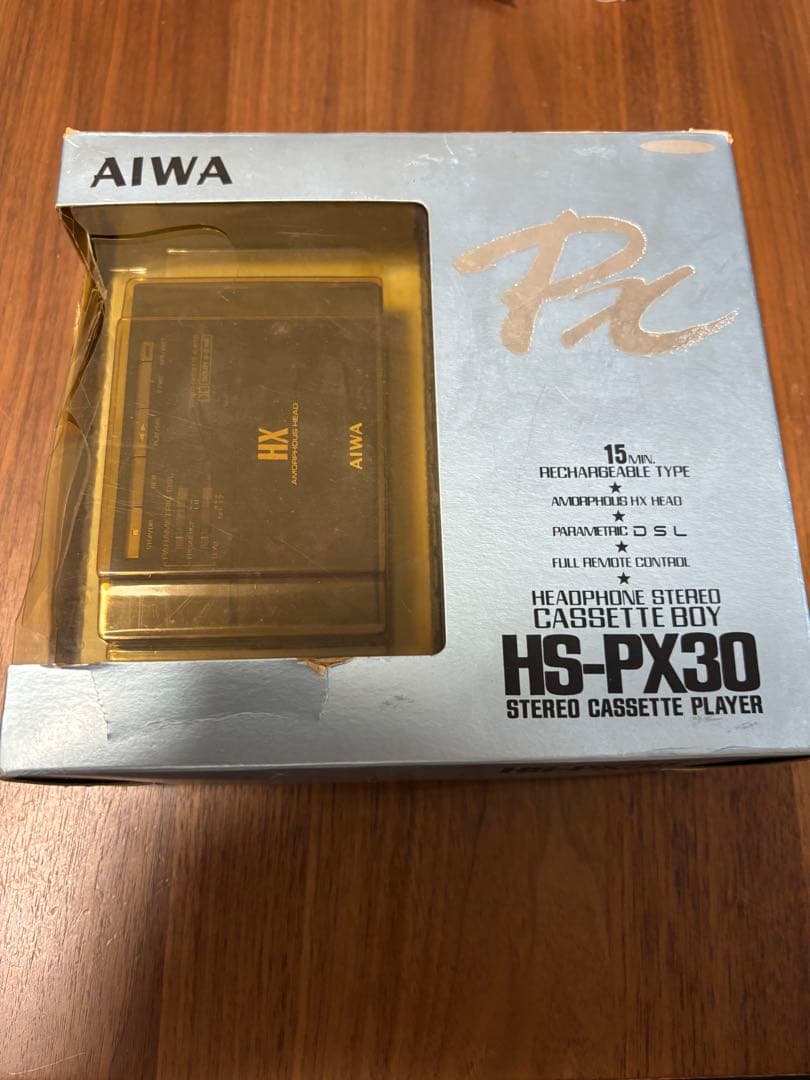 AIWA
Px
15 MIN.
RECHARGEABLE TYPE
★
AMORPHOUS HX HEAD
★
PARAMETRIC DSL
★
FULL REMOTE CONTROL
★
HEADPHONE STEREO
CASSETTE BOY
HS-PX30
STEREO CASSETTE PLAYER
HX
AMORPHOUS HEAD
AIWA